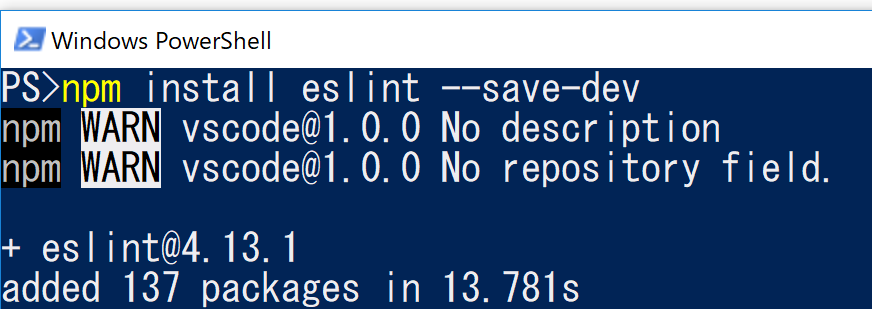 Windows PowerShell
PS>npm install eslint --save-dev
npm WARN vscode@1.0.0 No description
npm WARN vscode@1.0.0 No repository field.
+ eslint@4.13.1
added 137 packages in 13.781s